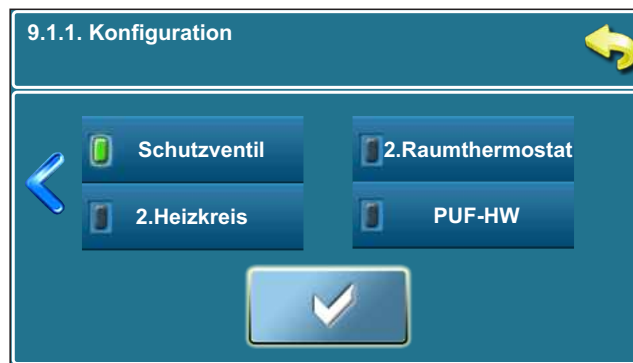 9.1.1. Konfiguration
Schutzventil
2.Raumthermostat
2.Heizkreis
PUF-HW